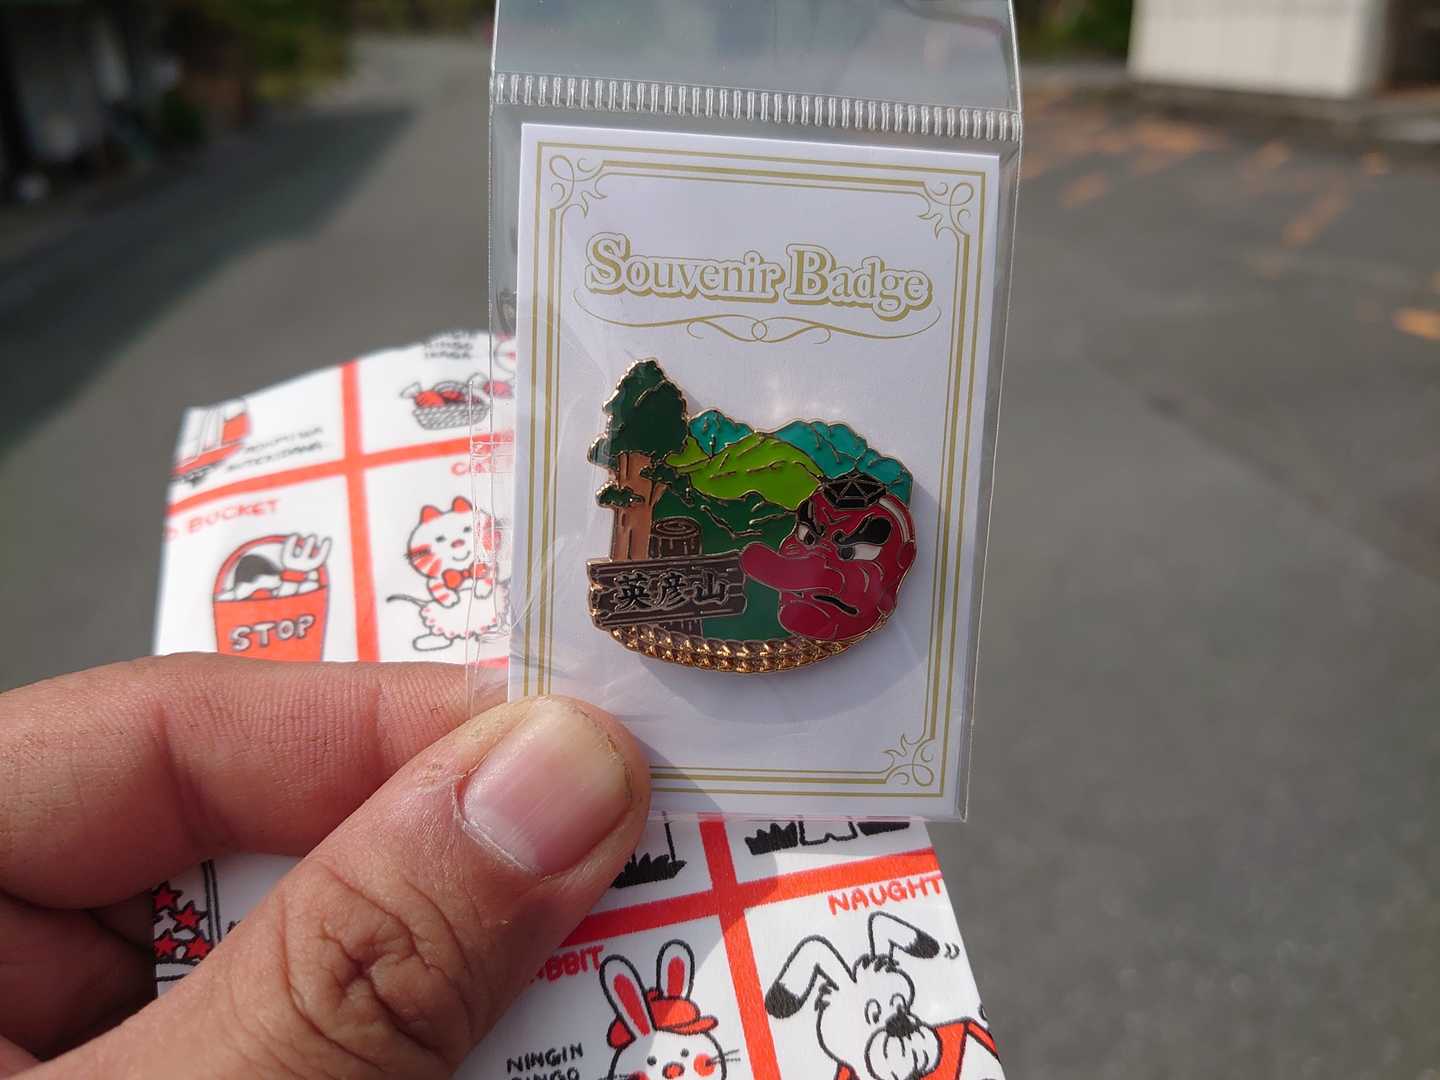 Souvenir Badge
英彦山
BUCKET
STOP
NAUGHT
BBIT
NINGIN